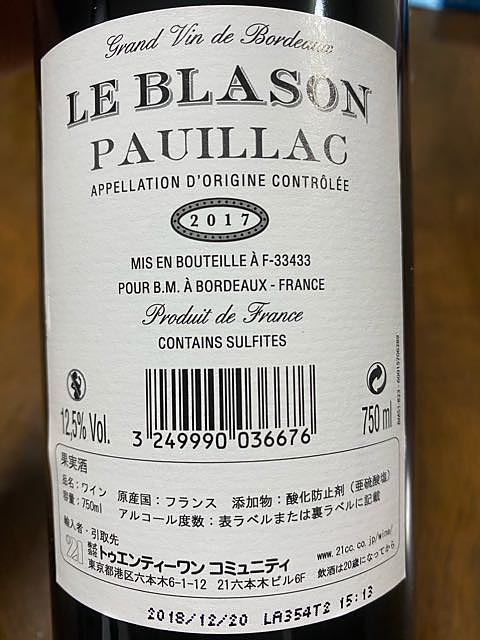 Grand Vin de Bordeaux
LE BLASON
PAUILLAC
APPELLATION D'ORIGINE CONTRÔLÉE
2017
MIS EN BOUTEILLE À F-33433
POUR B.M. À BORDEAUX - FRANCE
Produit de France
CONTAINS SULFITES
12,5% Vol.
3 249990 036676
750 ml
果実酒
品名：ワイン 原産国：フランス 添加物：酸化防止剤（亜硫酸塩）
容量：750ml アルコール度数：表ラベルまたは裏ラベルに記載
輸入者・引取先
21 株式会社 トゥエンティーワン コミュニティ www.21cc.co.jp/wine/
東京都港区六本木6-1-12 21六本木ビル6F 飲酒は20歳になってから
2018/12/20 LA354T2 15:13